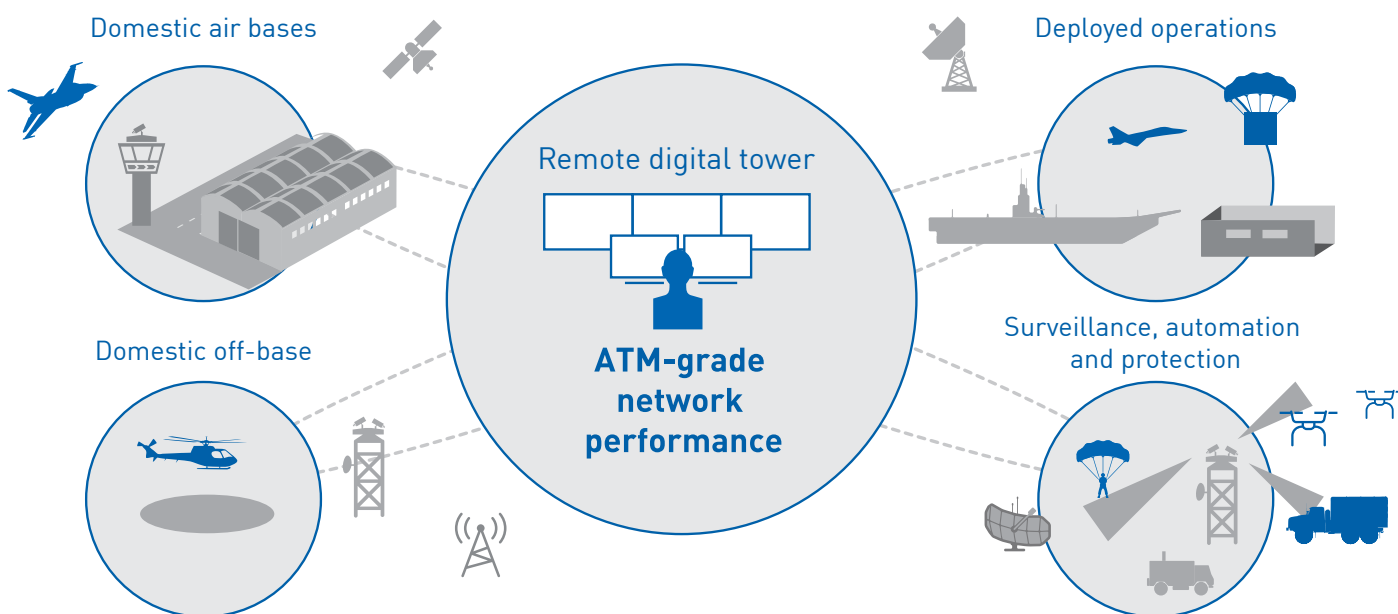 Domestic air bases
Deployed operations
Remote digital tower
ATM-grade
network
performance
Domestic off-base
Surveillance, automation
and protection